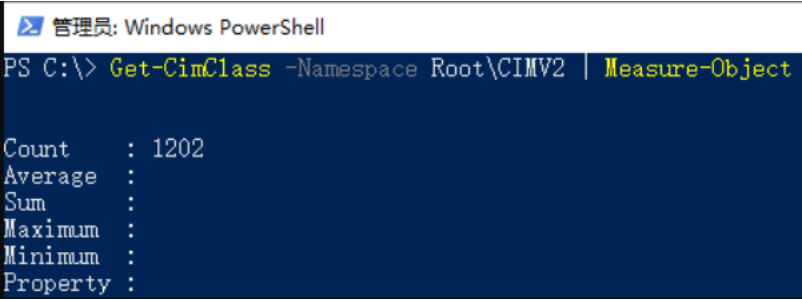 管理员: Windows PowerShell
PS C:\> Get-CimClass -Namespace Root\CIMV2 | Measure-Object
Count    : 1202
Average  :
Sum      :
Maximum  :
Minimum  :
Property :